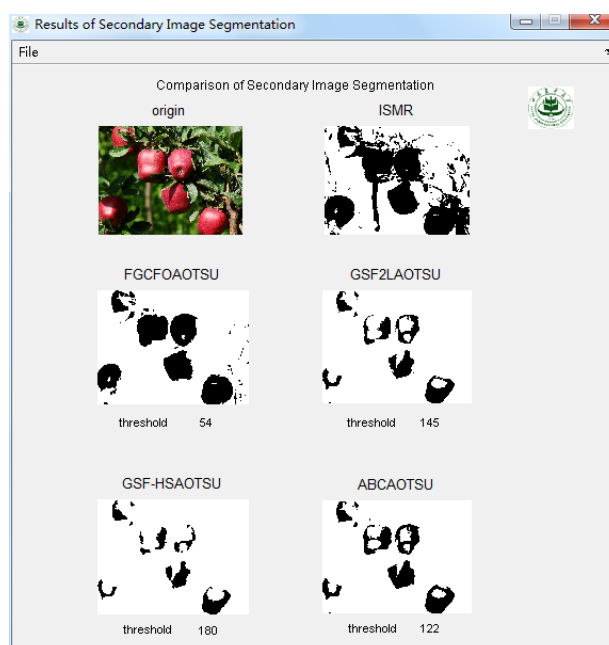 Results of Secondary Image Segmentation
File
Comparison of Secondary Image Segmentation
origin ISMR
FGCFOAOTSU GSF2LAOTSU
threshold 54 threshold 145
GSF-HSAOTSU ABCAOTSU
threshold 180 threshold 122